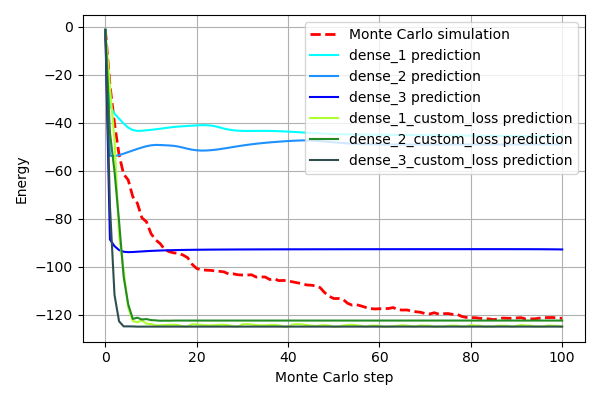 Monte Carlo simulation
dense_1 prediction
dense_2 prediction
dense_3 prediction
dense_1_custom_loss prediction
dense_2_custom_loss prediction
dense_3_custom_loss prediction
Energy
0
−20
−40
−60
−80
−100
−120
0 20 40 60 80 100
Monte Carlo step